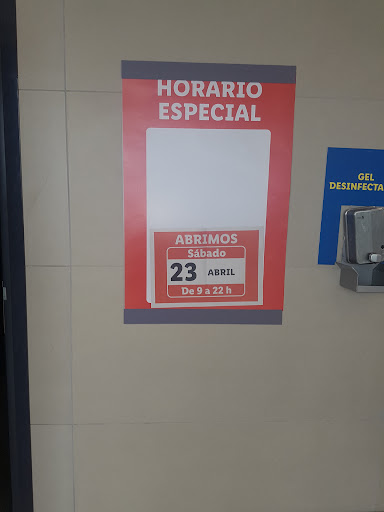 HORARIO
ESPECIAL
ABRIMOS
Sábado
23 ABRIL
De 9 a 22 h
GEL
DESINFECTA